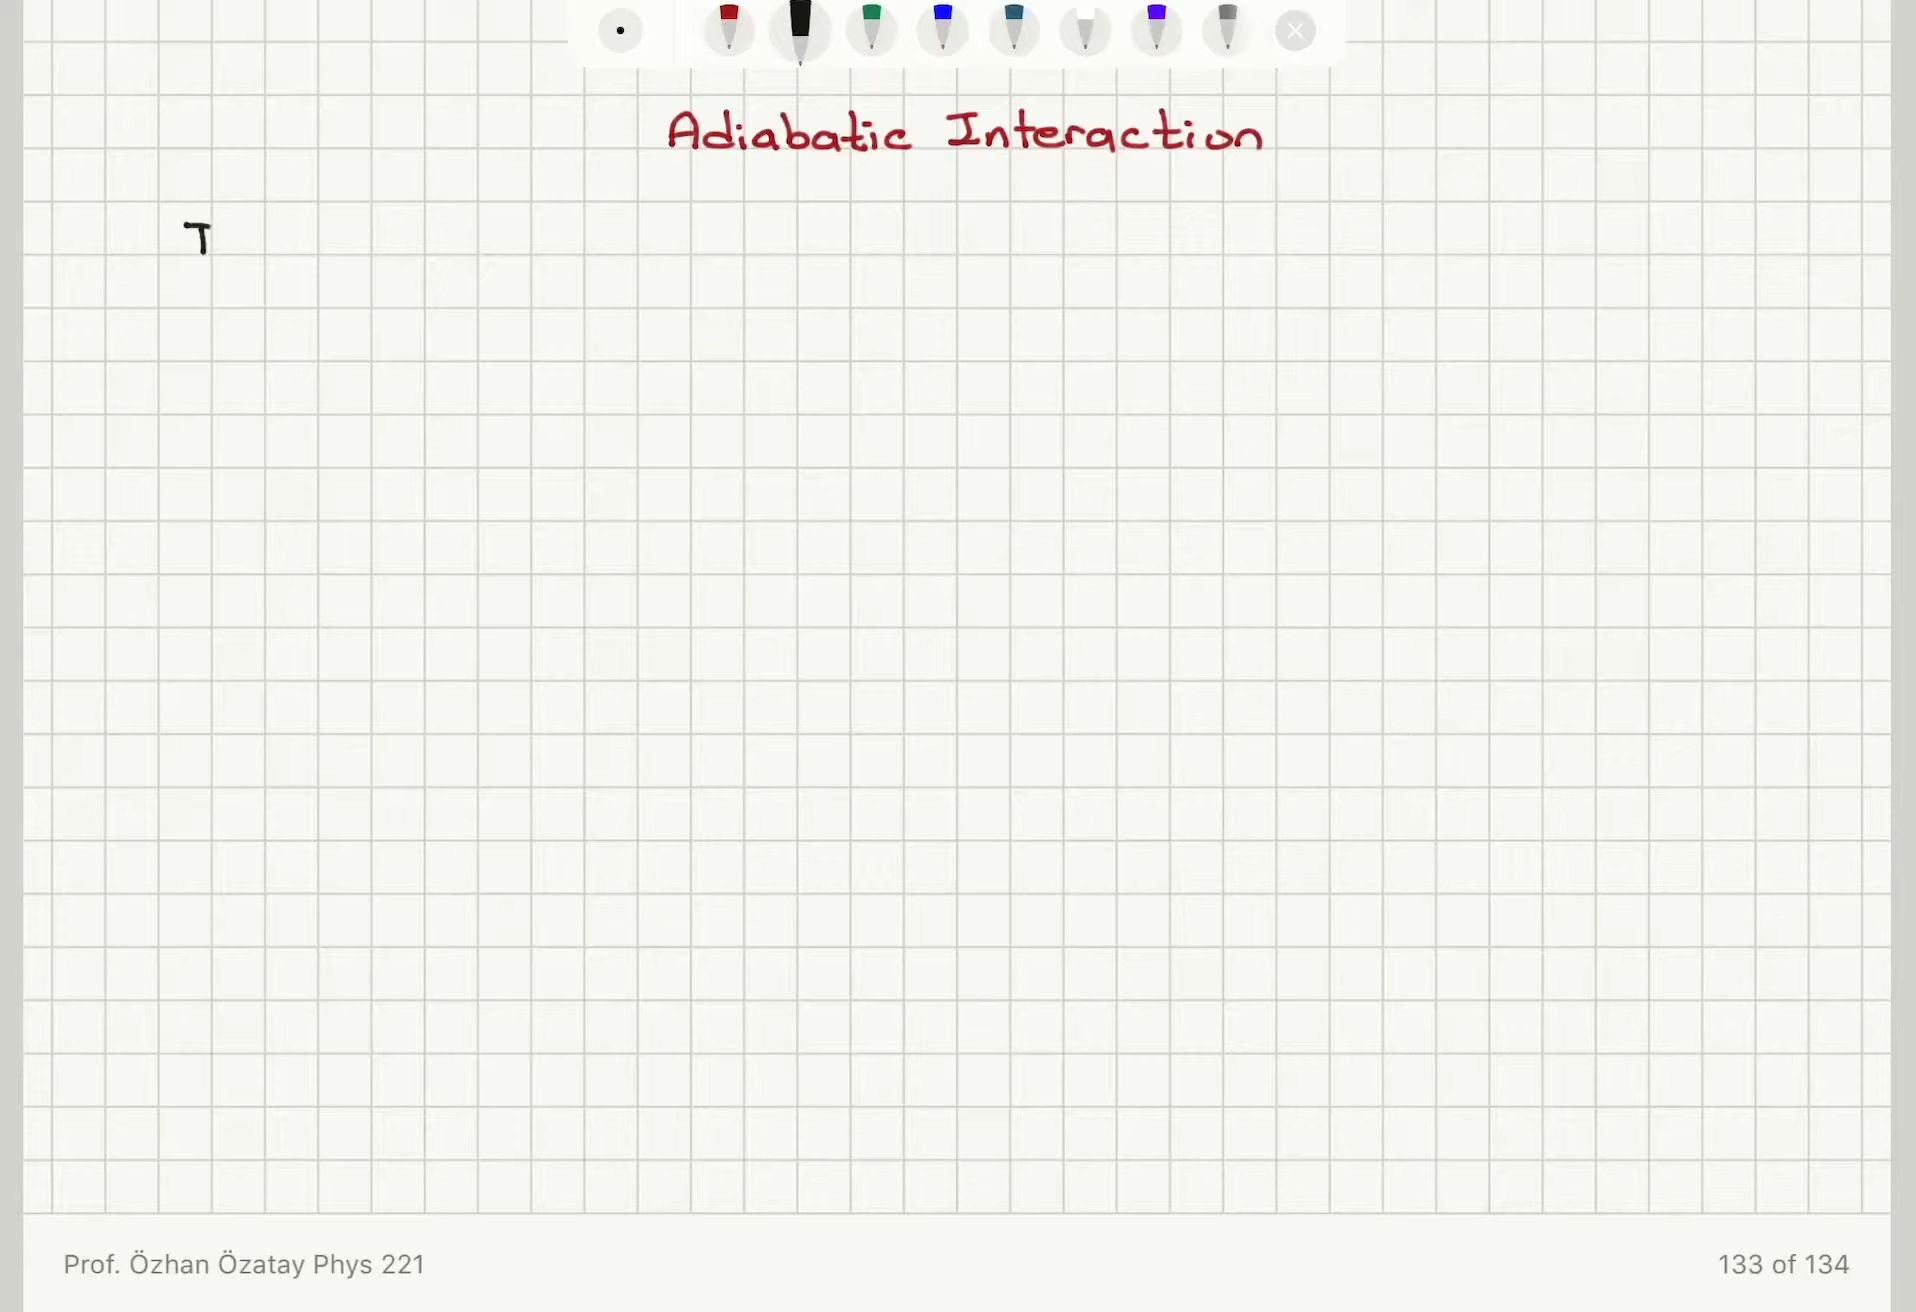 Adiabatic Interaction
T
Prof. Özhan Özatay Phys 221
133 of 134